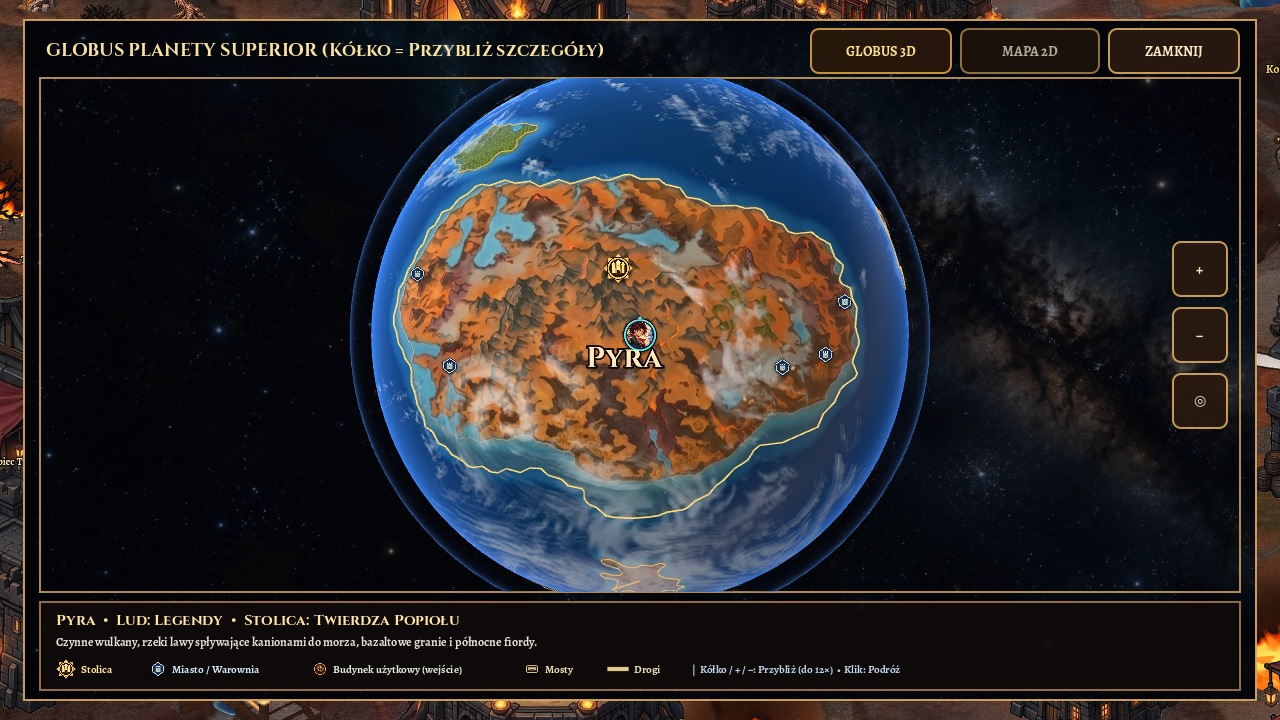 GLOBUS PLANETY SUPERIOR (KÓŁKO = PRZYBLIŻ SZCZEGÓŁY)
GLOBUS 3D
MAPA 2D
ZAMKNIJ
Ko
+
−
◎
PYRA
PYRA • LUD: LEGENDY • STOLICA: TWIERDZA POPIOŁU
Czynne wulkany, rzeki lawy spływające kanionami do morza, bazaltowe granie i północne fiordy.
Stolica
Miasto / Warownia
Budynek użytkowy (wejście)
Mosty
Drogi
| Kółko / + / −: Przybliż (do 12×) • Klik: Podróż